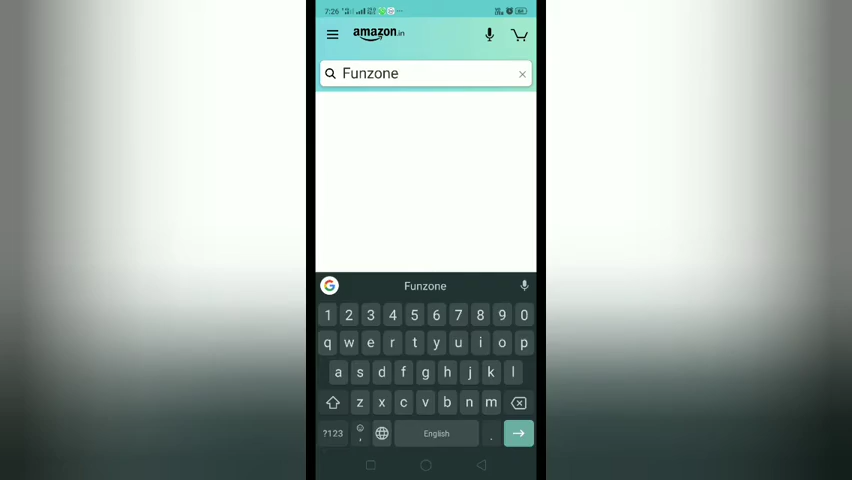 7:26
amazon.in
Funzone
Funzone
1 2 3 4 5 6 7 8 9 0
q w e r t y u i o p
a s d f g h j k l
z x c v b n m
?123 , English .